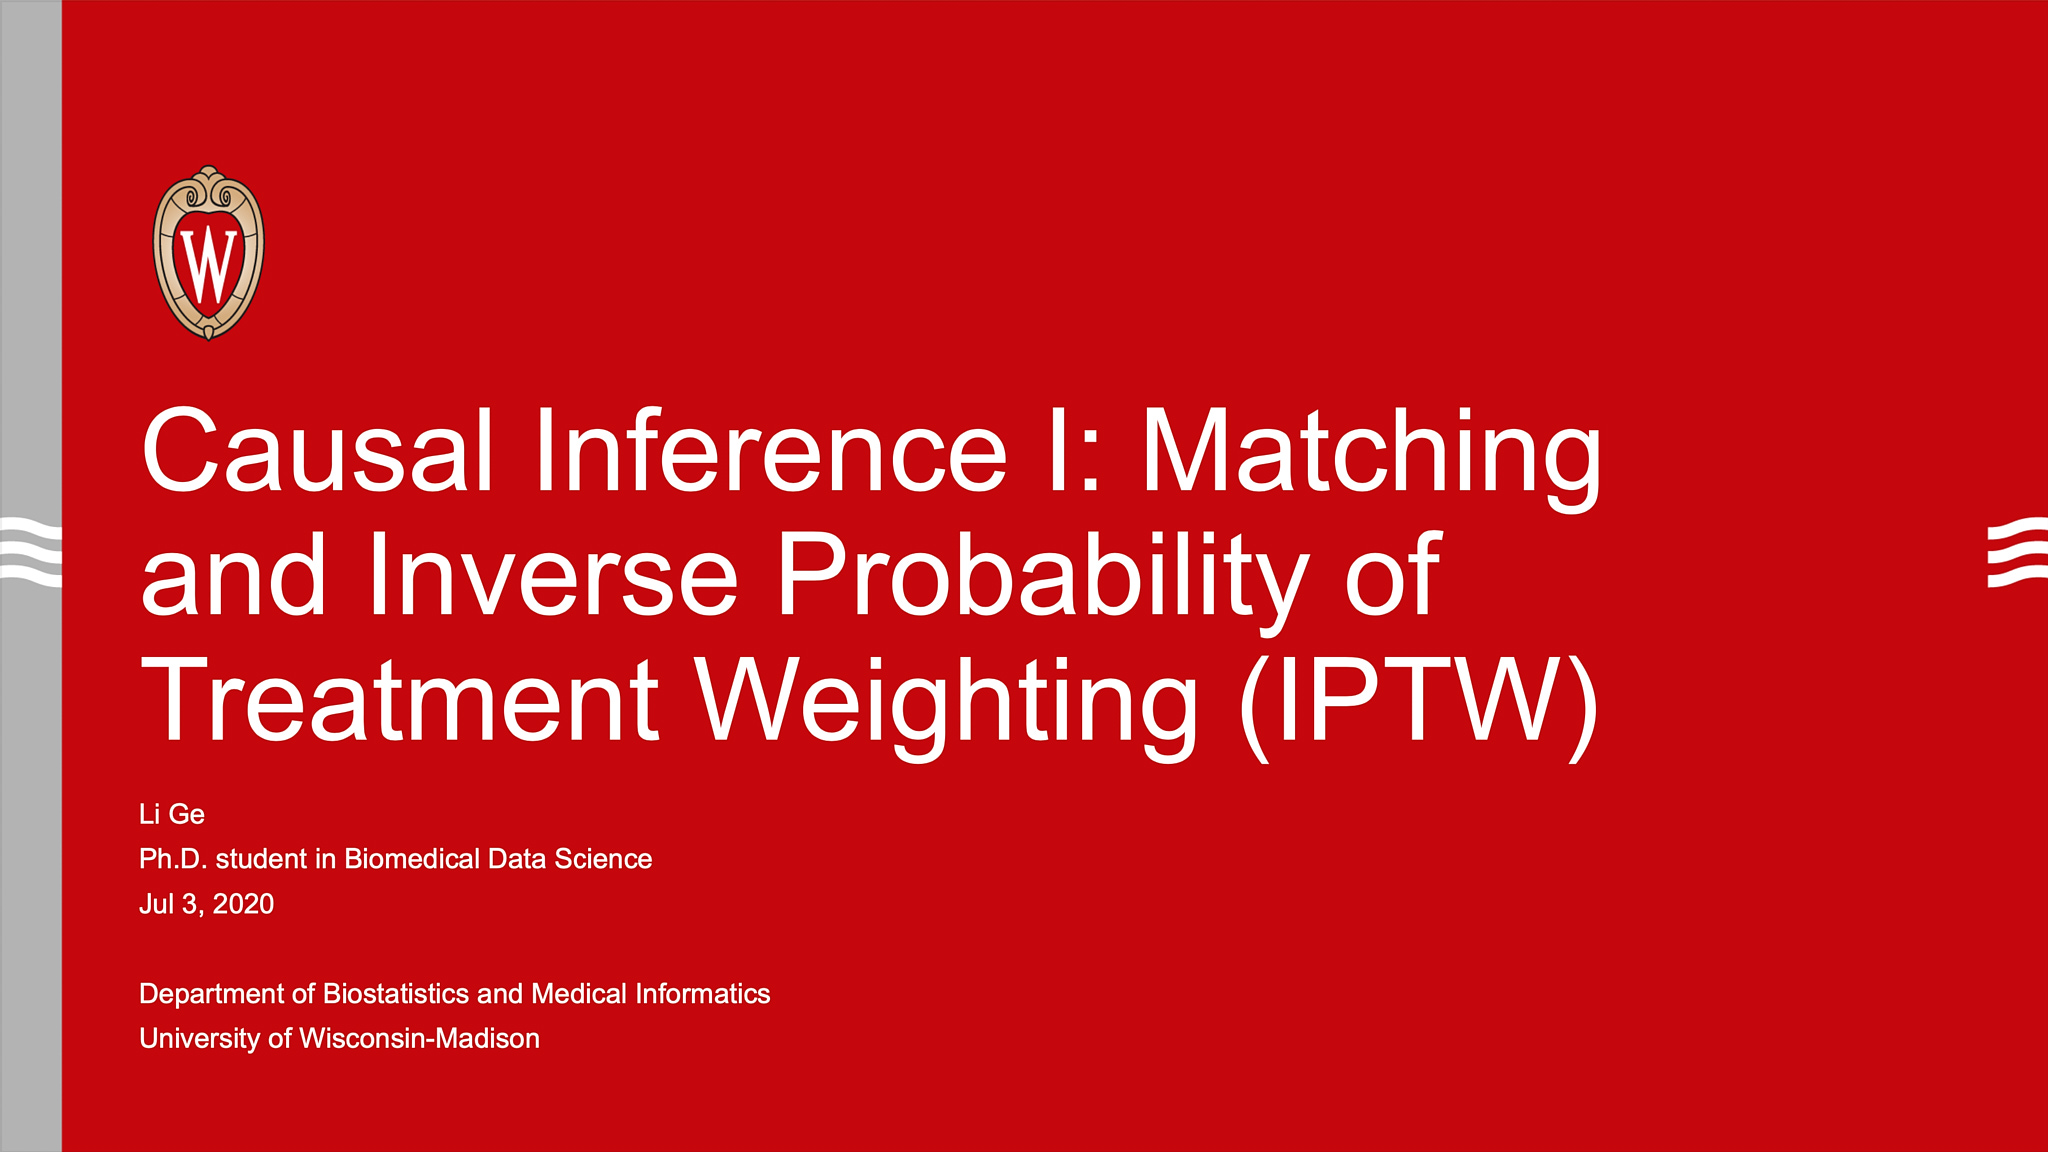 W
Causal Inference I: Matching
and Inverse Probability of
Treatment Weighting (IPTW)
Li Ge
Ph.D. student in Biomedical Data Science
Jul 3, 2020
Department of Biostatistics and Medical Informatics
University of Wisconsin-Madison